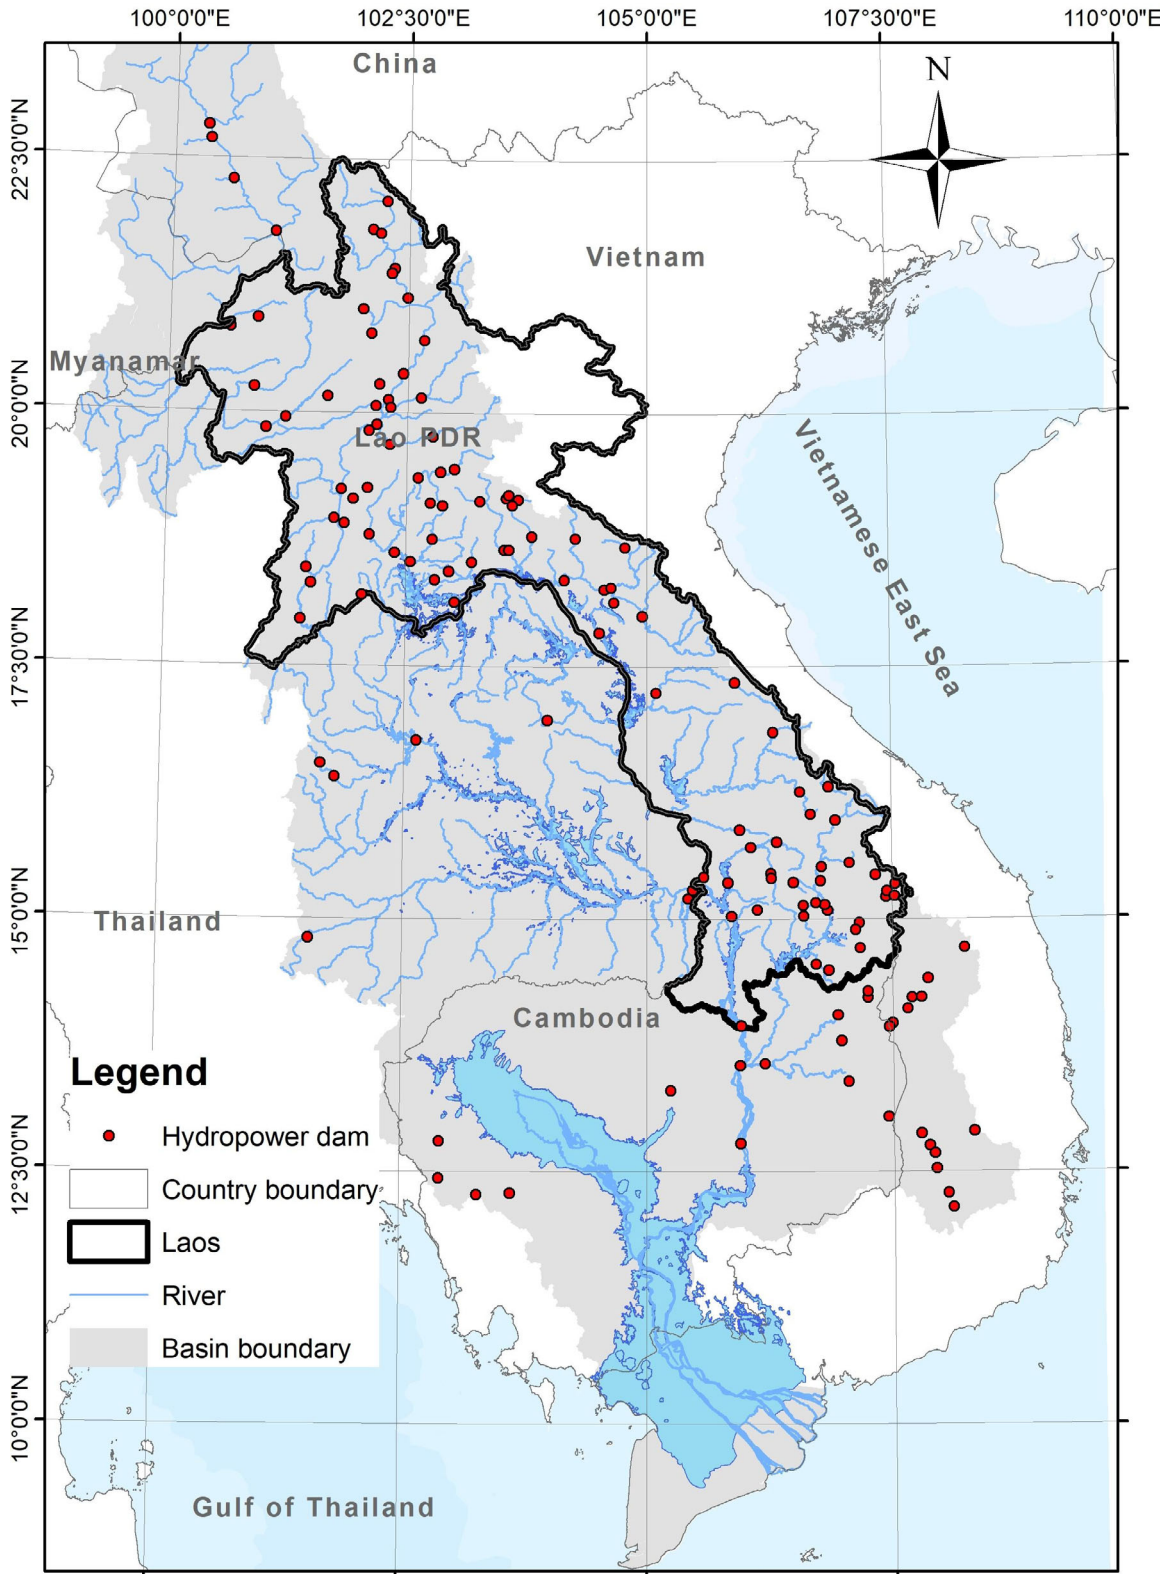 100°0'0"E
102°30'0"E
105°0'0"E
107°30'0"E
110°0'0"E
China
N
22°30'0"N
Vietnam
Myanamar
20°0'0"N
Lao PDR
Vietnamese East Sea
17°30'0"N
Thailand
15°0'0"N
Cambodia
Legend
Hydropower dam
Country boundary
12°30'0"N
Laos
River
Basin boundary
10°0'0"N
Gulf of Thailand